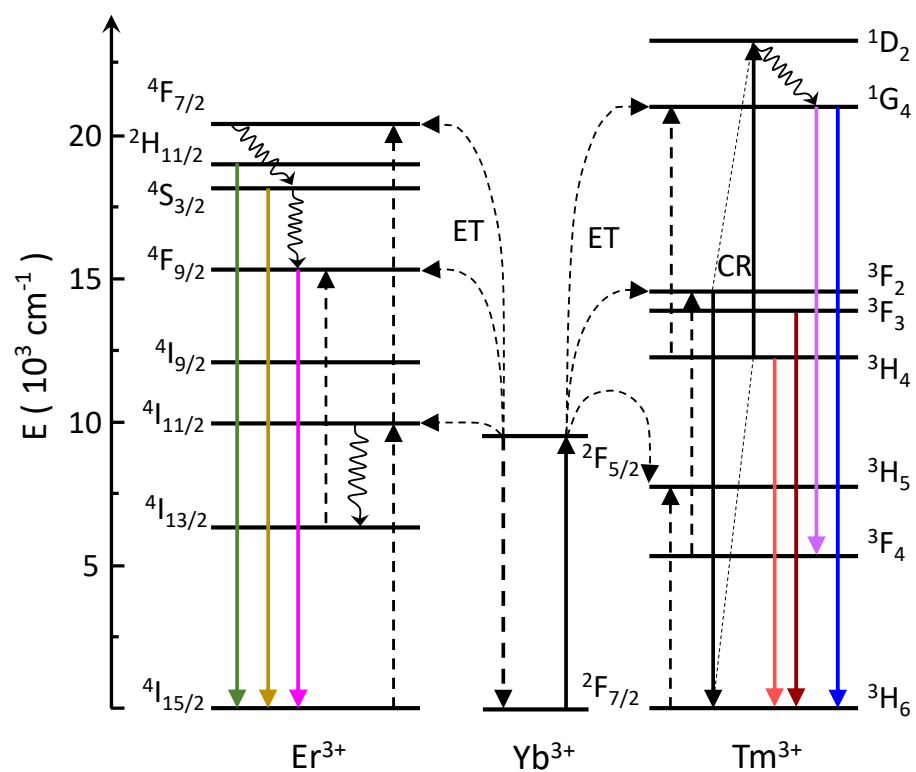 E ( 10³ cm⁻¹)
20
15
10
5
⁴F₇/₂
²H₁₁/₂
⁴S₃/₂
⁴F₉/₂
⁴I₉/₂
⁴I₁₁/₂
⁴I₁₃/₂
⁴I₁₅/₂
Er³⁺
ET
ET
²F₅/₂
²F₇/₂
Yb³⁺
CR
¹D₂
¹G₄
³F₂
³F₃
³H₄
³H₅
³F₄
³H₆
Tm³⁺